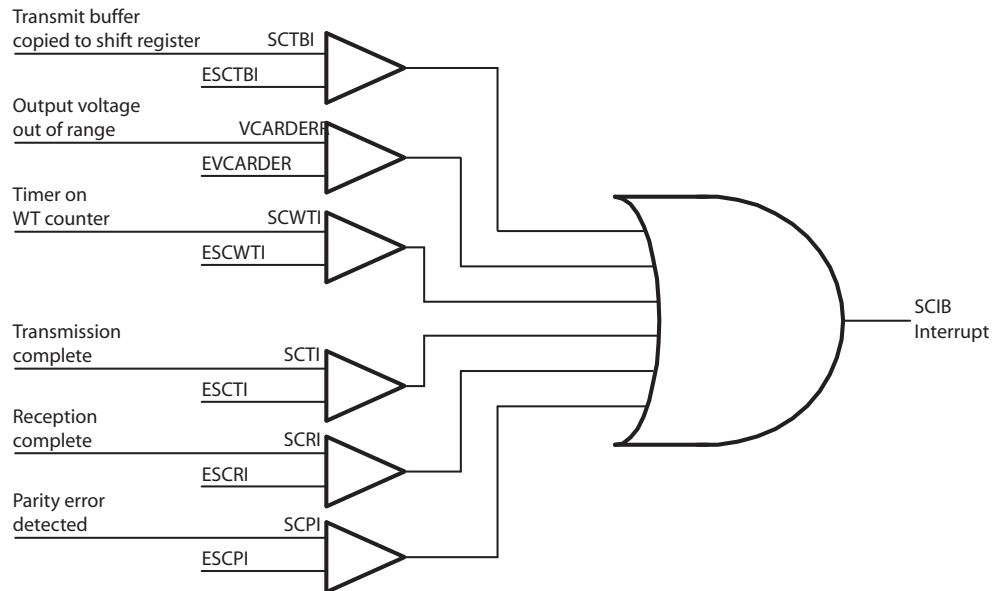 Transmit buffer
copied to shift register
SCTBI
ESCTBI
Output voltage
out of range
VCARDERR
EVCARDER
Timer on
WT counter
SCWTI
ESCWTI
Transmission
complete
SCTI
ESCTI
Reception
complete
SCRI
ESCRI
Parity error
detected
SCPI
ESCPI
SCIB
Interrupt